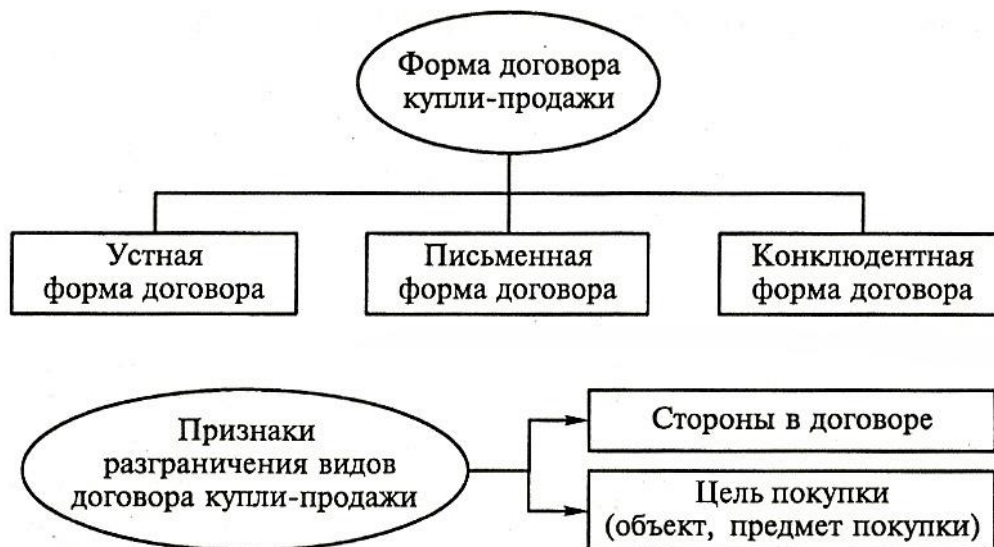 Форма договора
купли-продажи
Устная
форма договора
Письменная
форма договора
Конклюдентная
форма договора
Признаки
разграничения видов
договора купли-продажи
Стороны в договоре
Цель покупки
(объект, предмет покупки)